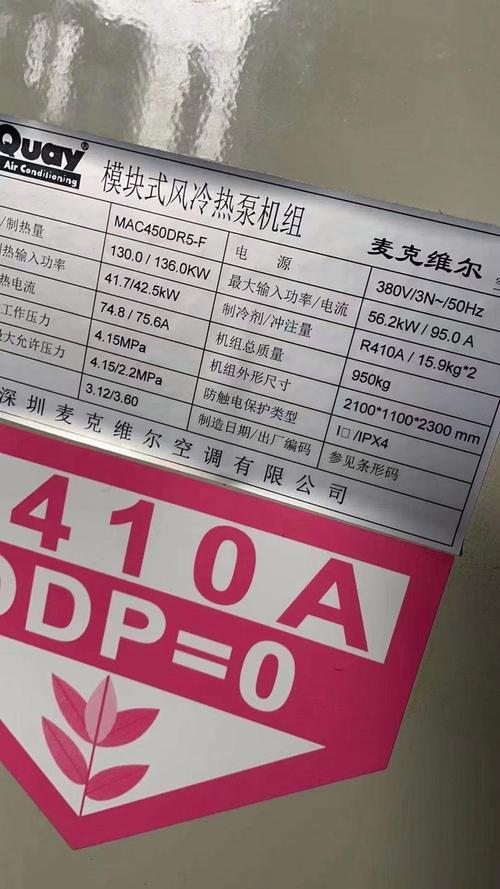 Quay®
Air Conditioning
模块式风冷热泵机组
麦克维尔
MAC450DR5-F
/制热量 130.0 / 136.0KW
热输入功率 41.7/42.5kW
热电流 74.8 / 75.6A
工作压力 4.15MPa
最大允许压力 4.15/2.2MPa
3.12/3.60
电 源 380V/3N~/50Hz
最大输入功率/电流 56.2kW / 95.0 A
制冷剂/冲注量 R410A / 15.9kg*2
机组总质量 950kg
机组外形尺寸 2100*1100*2300 mm
防触电保护类型 I□/IPX4
制造日期/出厂编码 参见条形码
深圳麦克维尔空调有限公司
410A
ODP=0